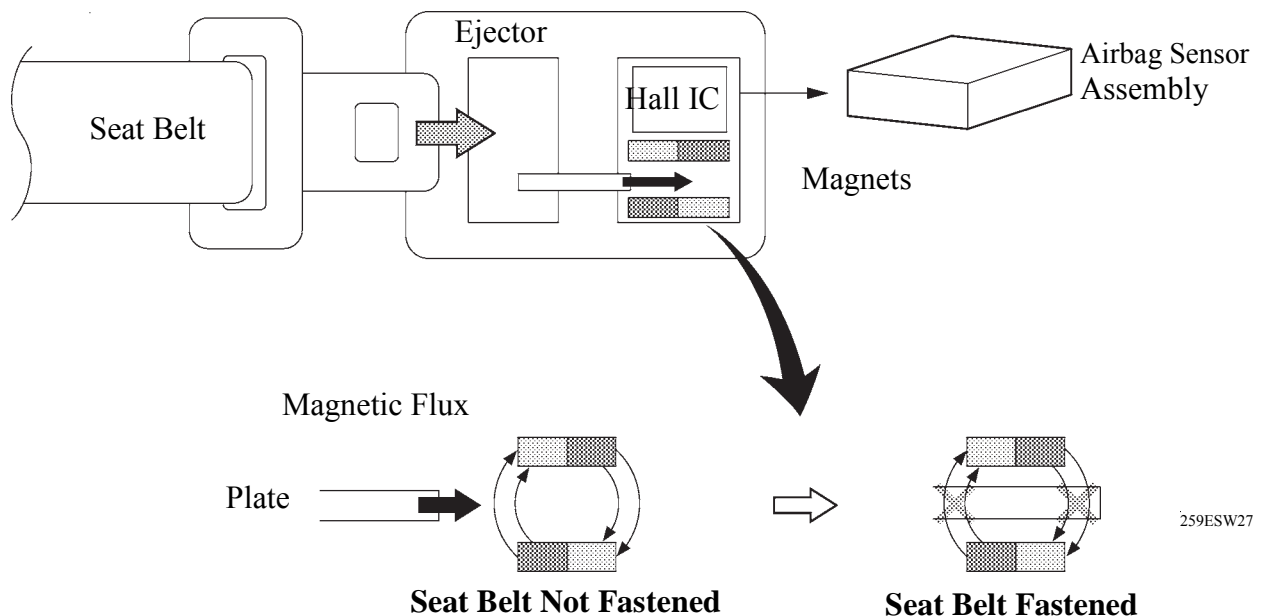 Ejector
Airbag Sensor
Assembly
Hall IC
Seat Belt
Magnets
Magnetic Flux
Plate
259ESW27
Seat Belt Not Fastened
Seat Belt Fastened